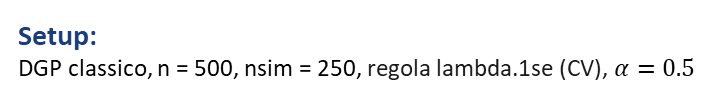 Setup:
DGP classico, n = 500, nsim = 250, regola lambda.1se (CV), 𝛼 = 0.5